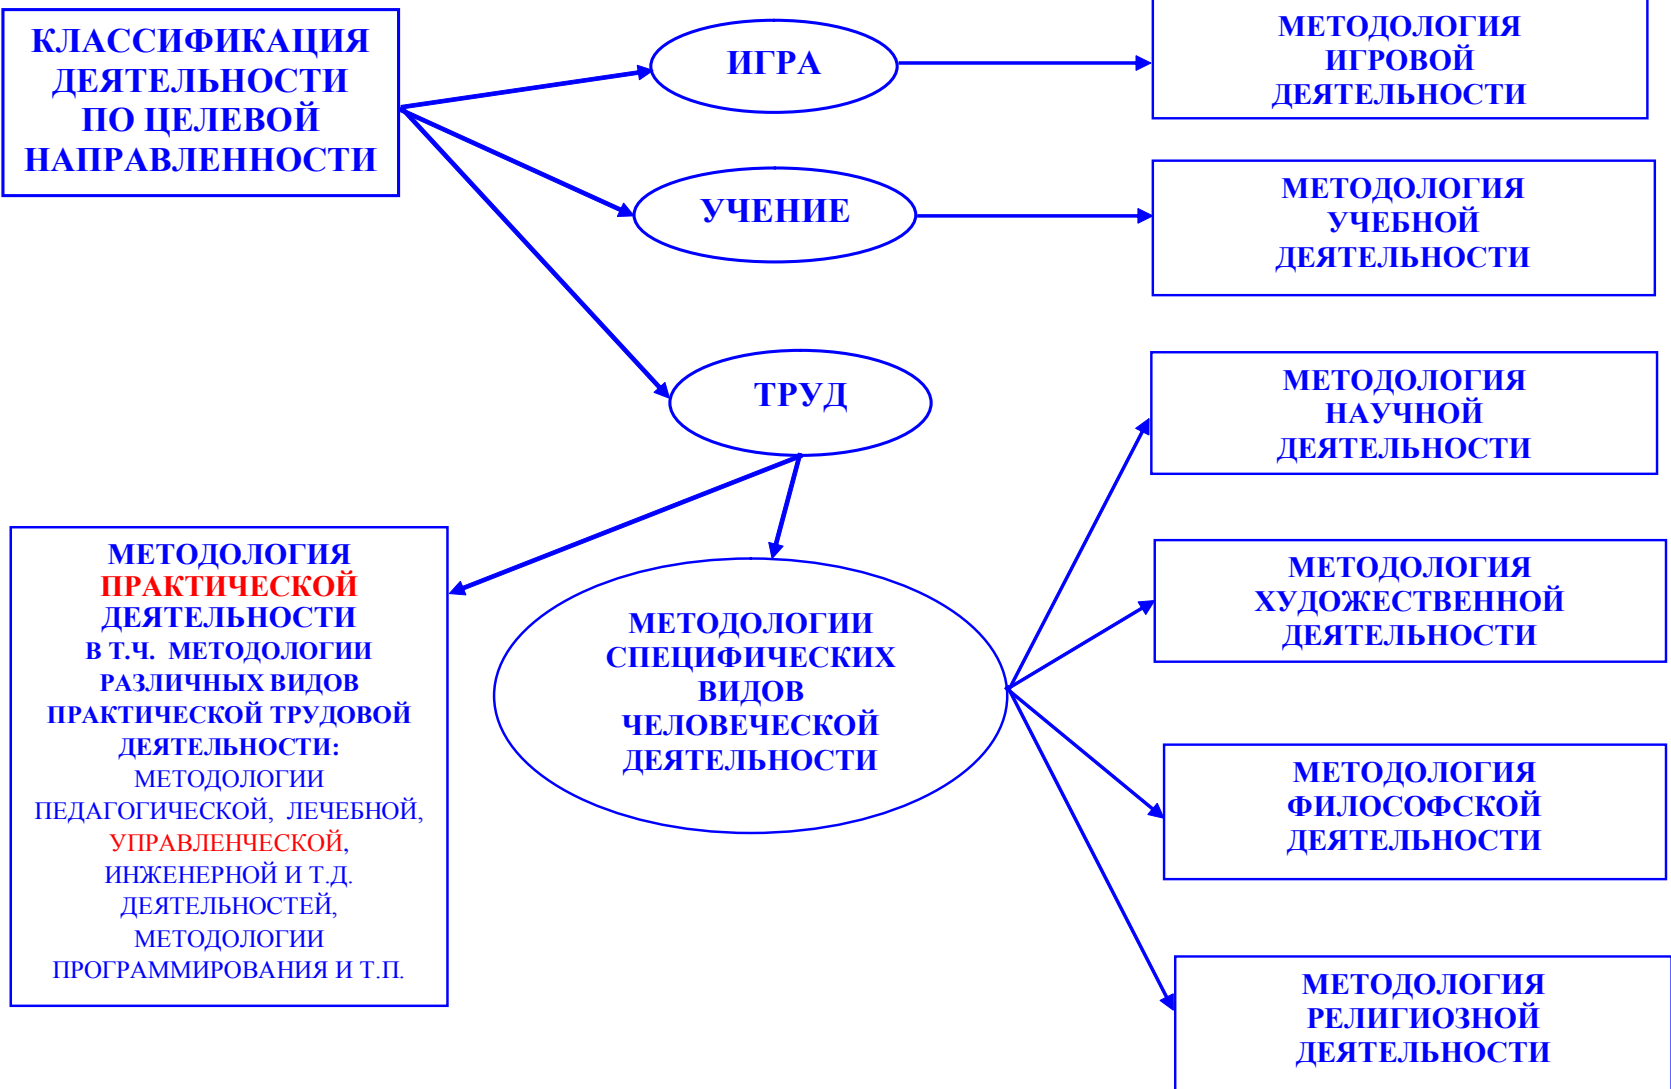 КЛАССИФИКАЦИЯ
ДЕЯТЕЛЬНОСТИ
ПО ЦЕЛЕВОЙ
НАПРАВЛЕННОСТИ
ИГРА
МЕТОДОЛОГИЯ
ИГРОВОЙ
ДЕЯТЕЛЬНОСТИ
УЧЕНИЕ
МЕТОДОЛОГИЯ
УЧЕБНОЙ
ДЕЯТЕЛЬНОСТИ
ТРУД
МЕТОДОЛОГИЯ
НАУЧНОЙ
ДЕЯТЕЛЬНОСТИ
МЕТОДОЛОГИЯ
ПРАКТИЧЕСКОЙ
ДЕЯТЕЛЬНОСТИ
В Т.Ч. МЕТОДОЛОГИИ
РАЗЛИЧНЫХ ВИДОВ
ПРАКТИЧЕСКОЙ ТРУДОВОЙ
ДЕЯТЕЛЬНОСТИ:
МЕТОДОЛОГИИ
ПЕДАГОГИЧЕСКОЙ, ЛЕЧЕБНОЙ,
УПРАВЛЕНЧЕСКОЙ,
ИНЖЕНЕРНОЙ И Т.Д.
ДЕЯТЕЛЬНОСТЕЙ,
МЕТОДОЛОГИИ
ПРОГРАММИРОВАНИЯ И Т.П.
МЕТОДОЛОГИИ
СПЕЦИФИЧЕСКИХ
ВИДОВ
ЧЕЛОВЕЧЕСКОЙ
ДЕЯТЕЛЬНОСТИ
МЕТОДОЛОГИЯ
ХУДОЖЕСТВЕННОЙ
ДЕЯТЕЛЬНОСТИ
МЕТОДОЛОГИЯ
ФИЛОСОФСКОЙ
ДЕЯТЕЛЬНОСТИ
МЕТОДОЛОГИЯ
РЕЛИГИОЗНОЙ
ДЕЯТЕЛЬНОСТИ